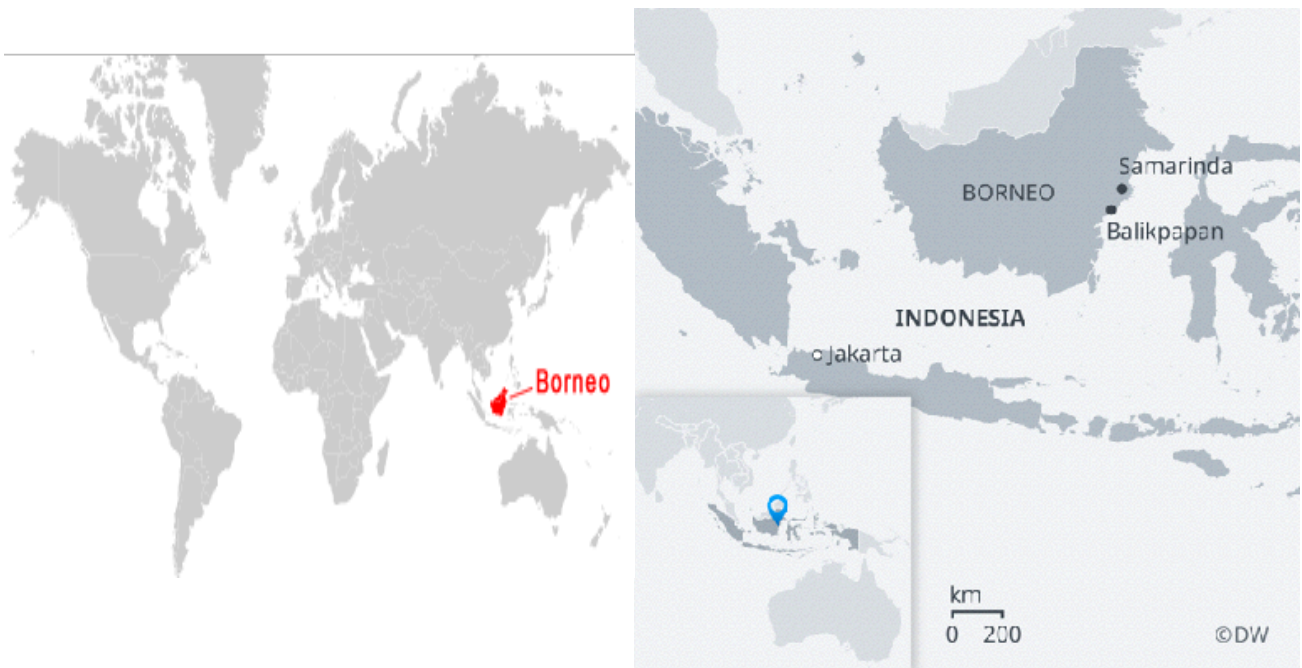 Borneo
Samarinda
BORNEO
Balikpapan
INDONESIA
Jakarta
km
0 200
©DW